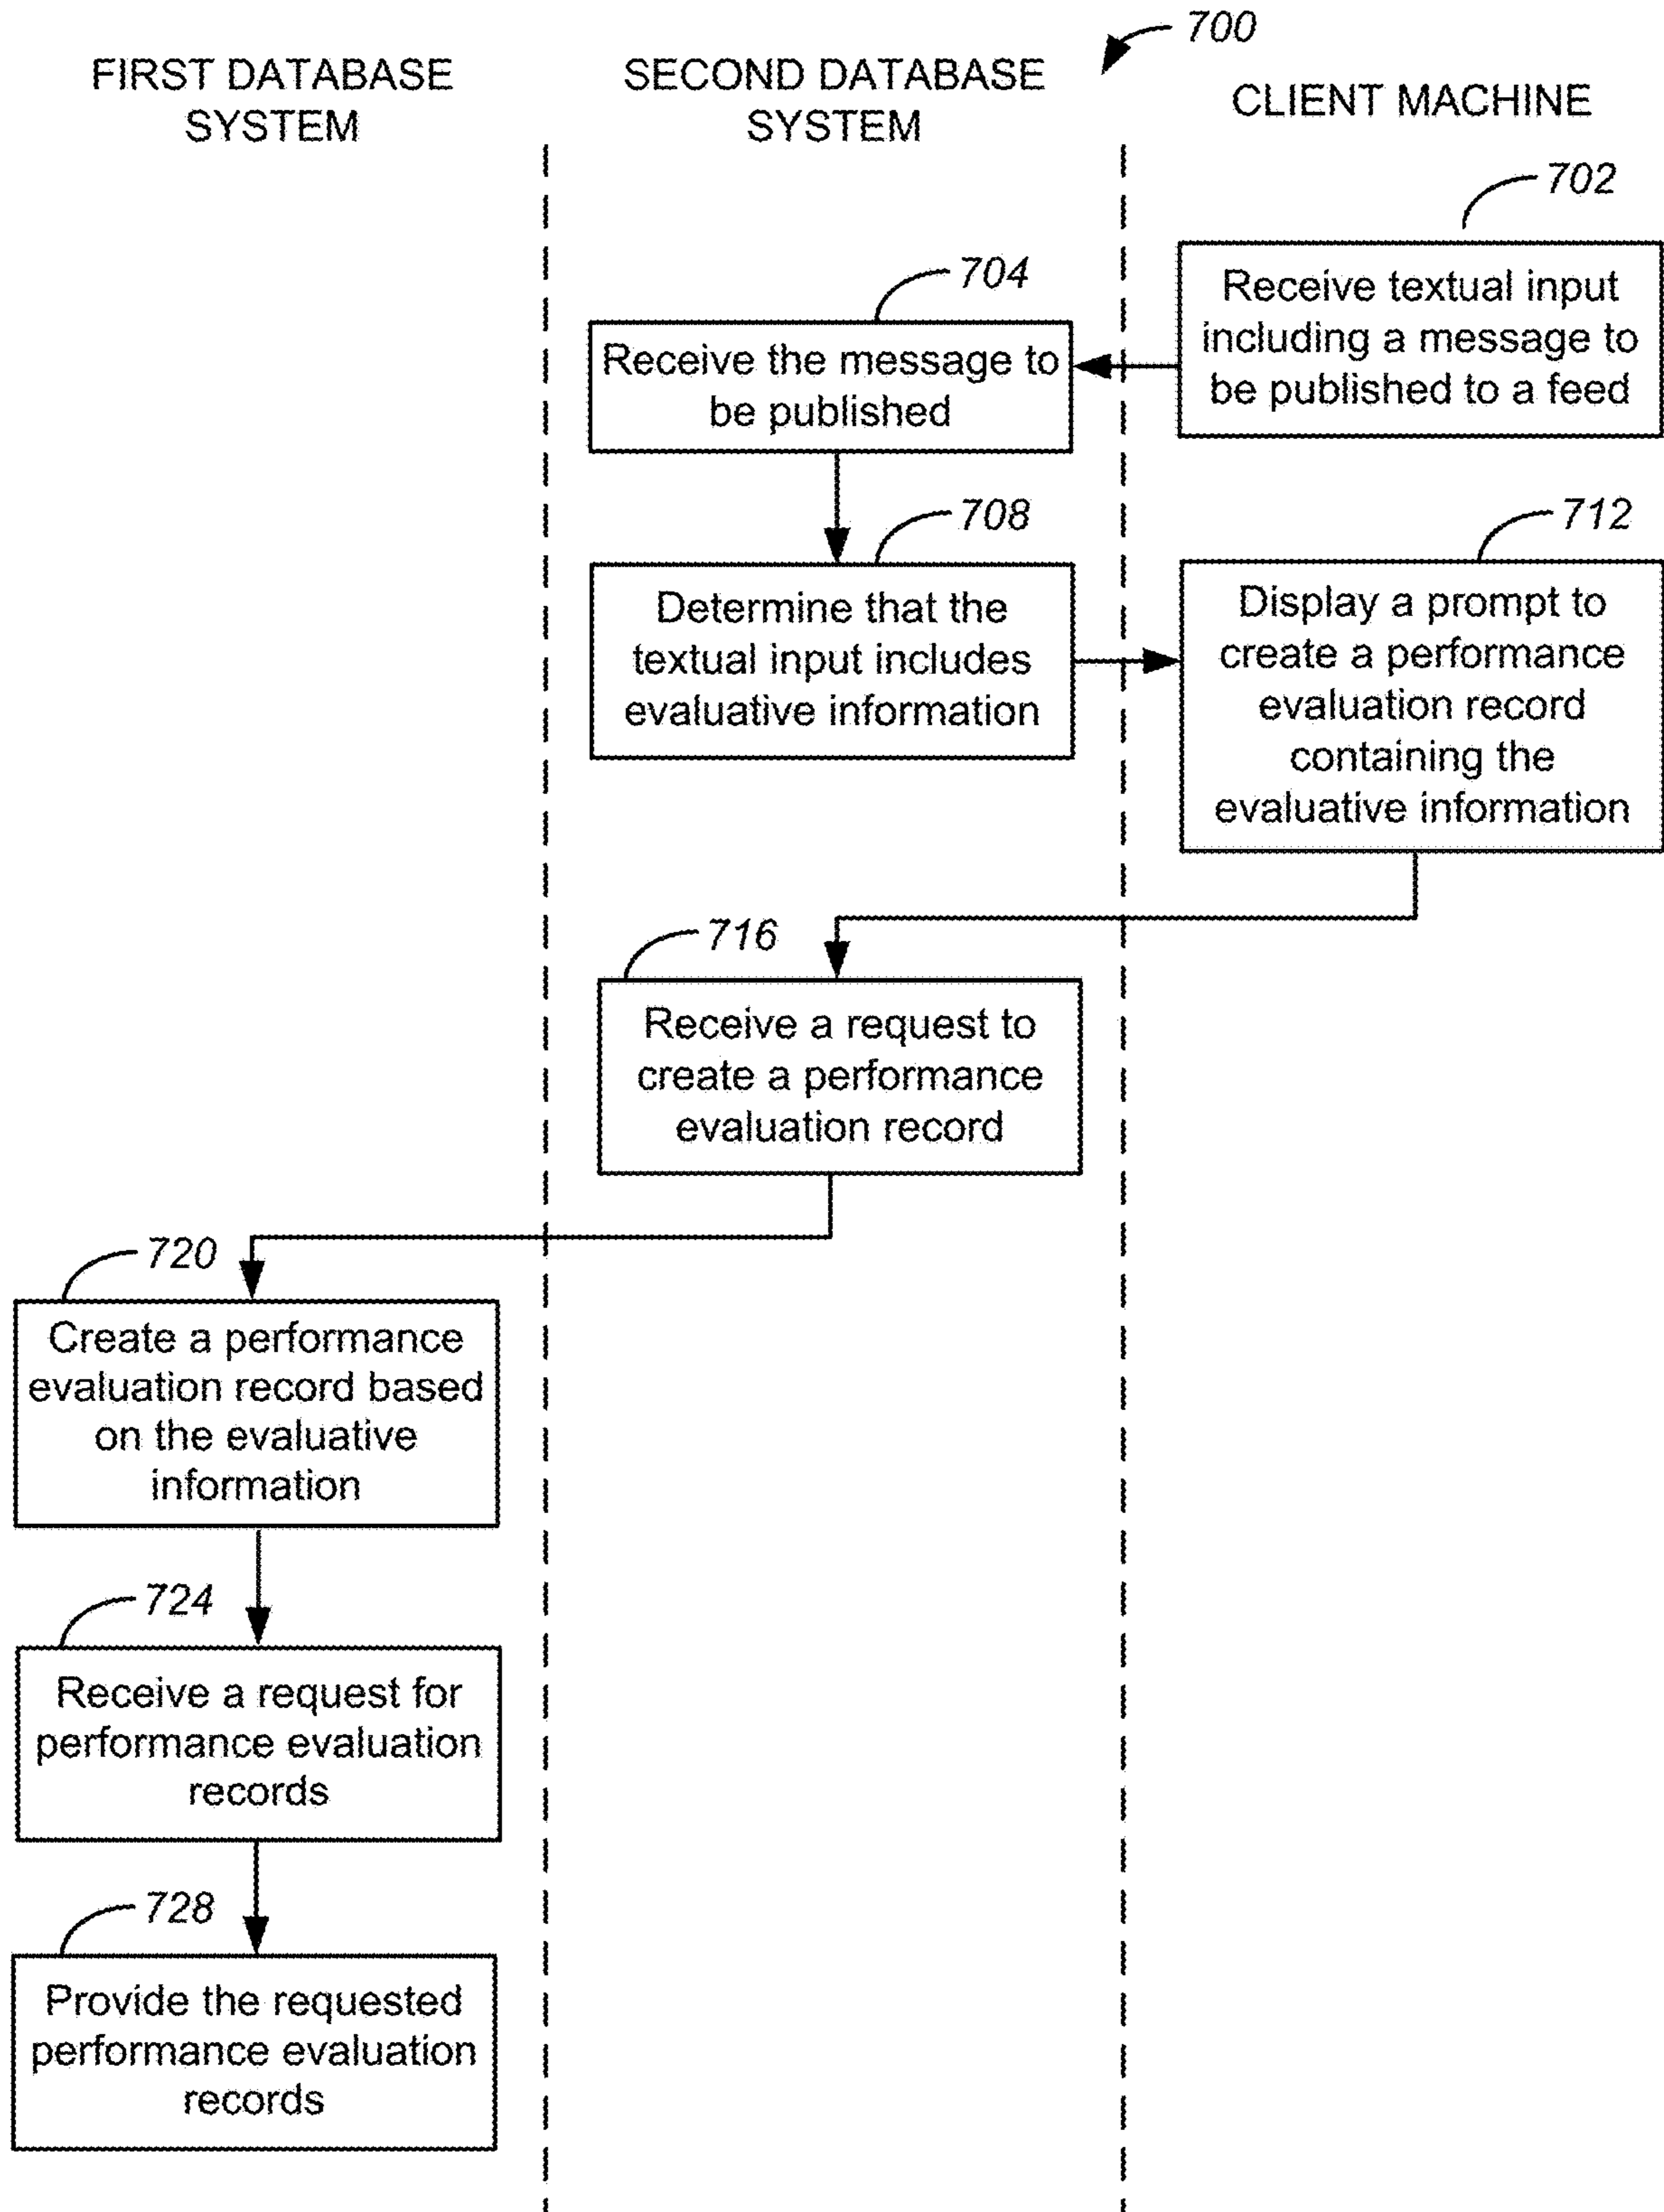 700
FIRST DATABASE
SYSTEM
SECOND DATABASE
SYSTEM
CLIENT MACHINE
702
Receive textual input
including a message to
be published to a feed
704
Receive the message to
be published
708
Determine that the
textual input includes
evaluative information
712
Display a prompt to
create a performance
evaluation record
containing the
evaluative information
716
Receive a request to
create a performance
evaluation record
720
Create a performance
evaluation record based
on the evaluative
information
724
Receive a request for
performance evaluation
records
728
Provide the requested
performance evaluation
records